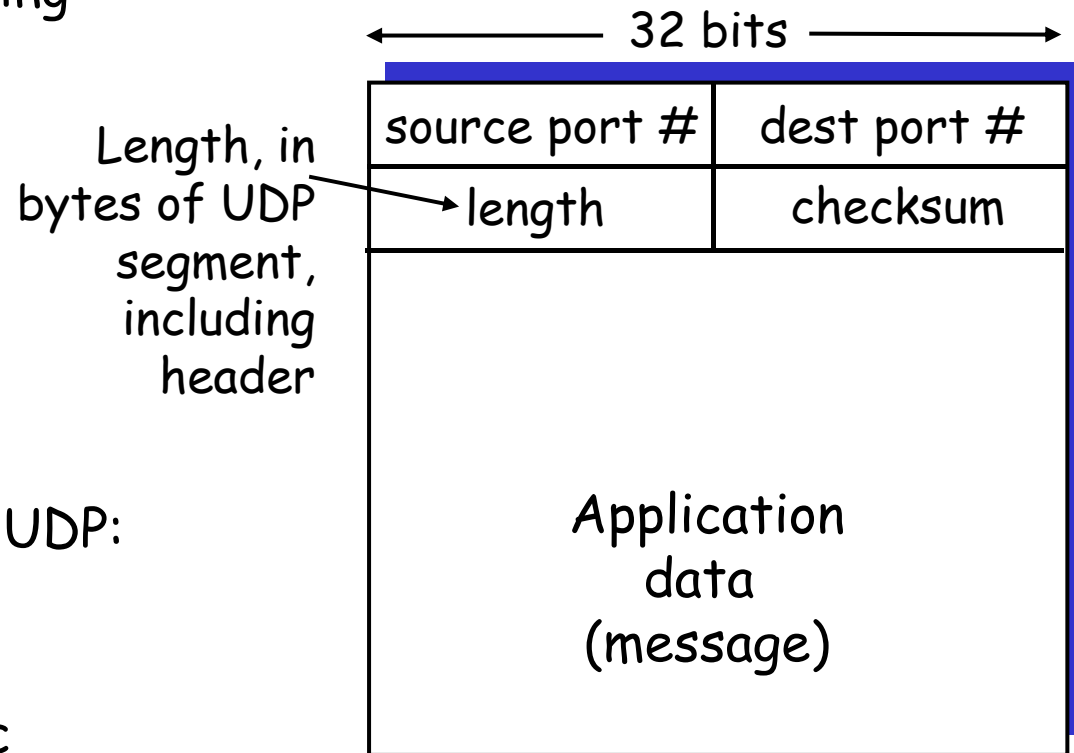 32 bits
source port # dest port #
Length, in
bytes of UDP
segment,
including
header
length checksum
UDP:
Application
data
(message)